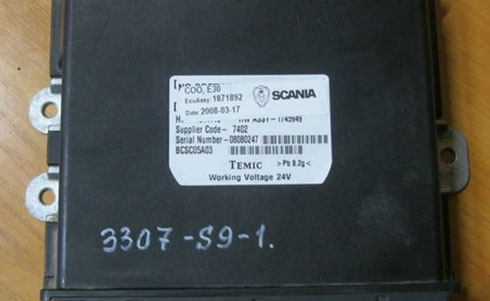 COO, E30
EcuAssy: 1871892
Date: 2008-03-17
SCANIA
Supplier Code- 7402
Serial Number-08080247
BCSC05A03
TEMIC >Pb 8.2g<
Working Voltage 24V
3307-S9-1.